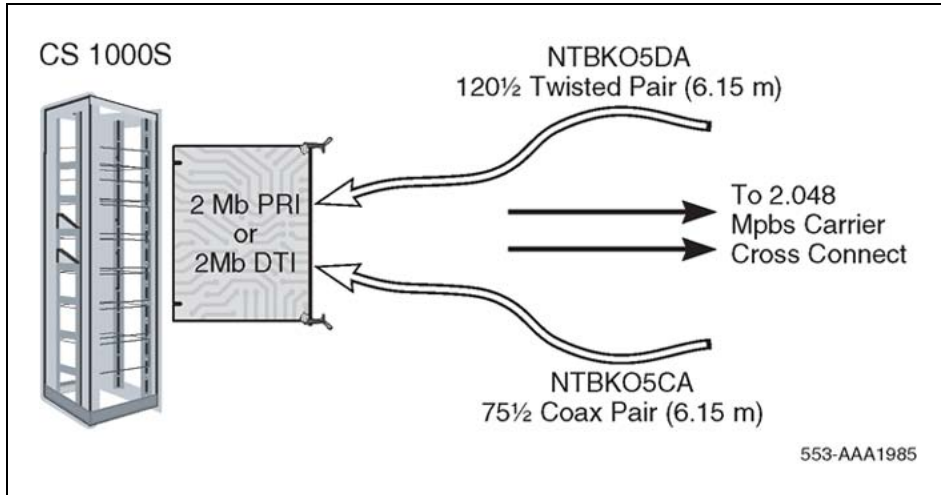 CS 1000S
NTBKO5DA
120½ Twisted Pair (6.15 m)
2 Mb PRI
or
2Mb DTI
To 2.048
Mpbs Carrier
Cross Connect
NTBKO5CA
75½ Coax Pair (6.15 m)
553-AAA1985